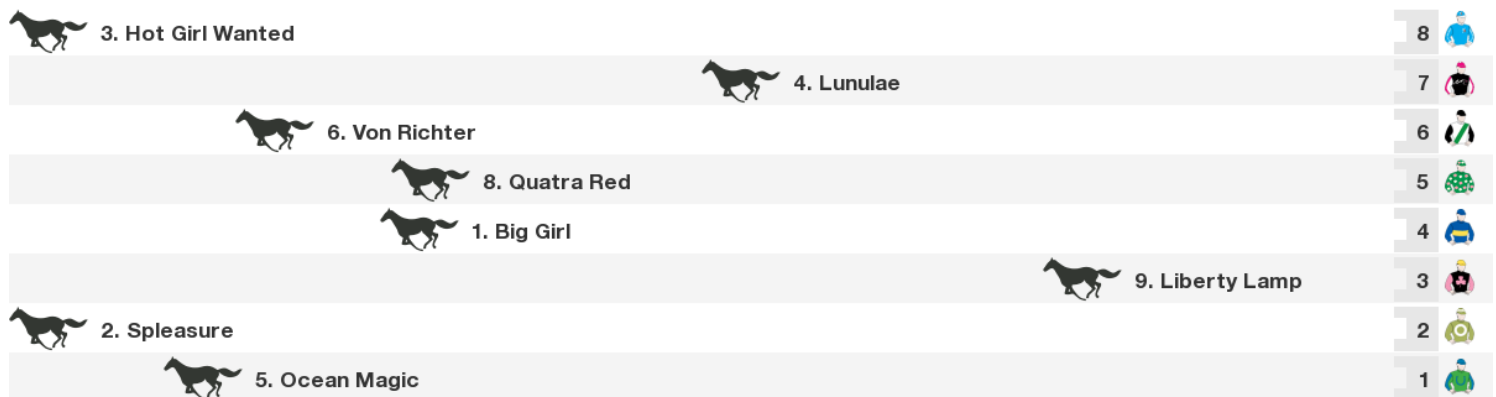 3. Hot Girl Wanted 8
4. Lunulae 7
6. Von Richter 6
8. Quatra Red 5
1. Big Girl 4
9. Liberty Lamp 3
2. Spleasure 2
5. Ocean Magic 1